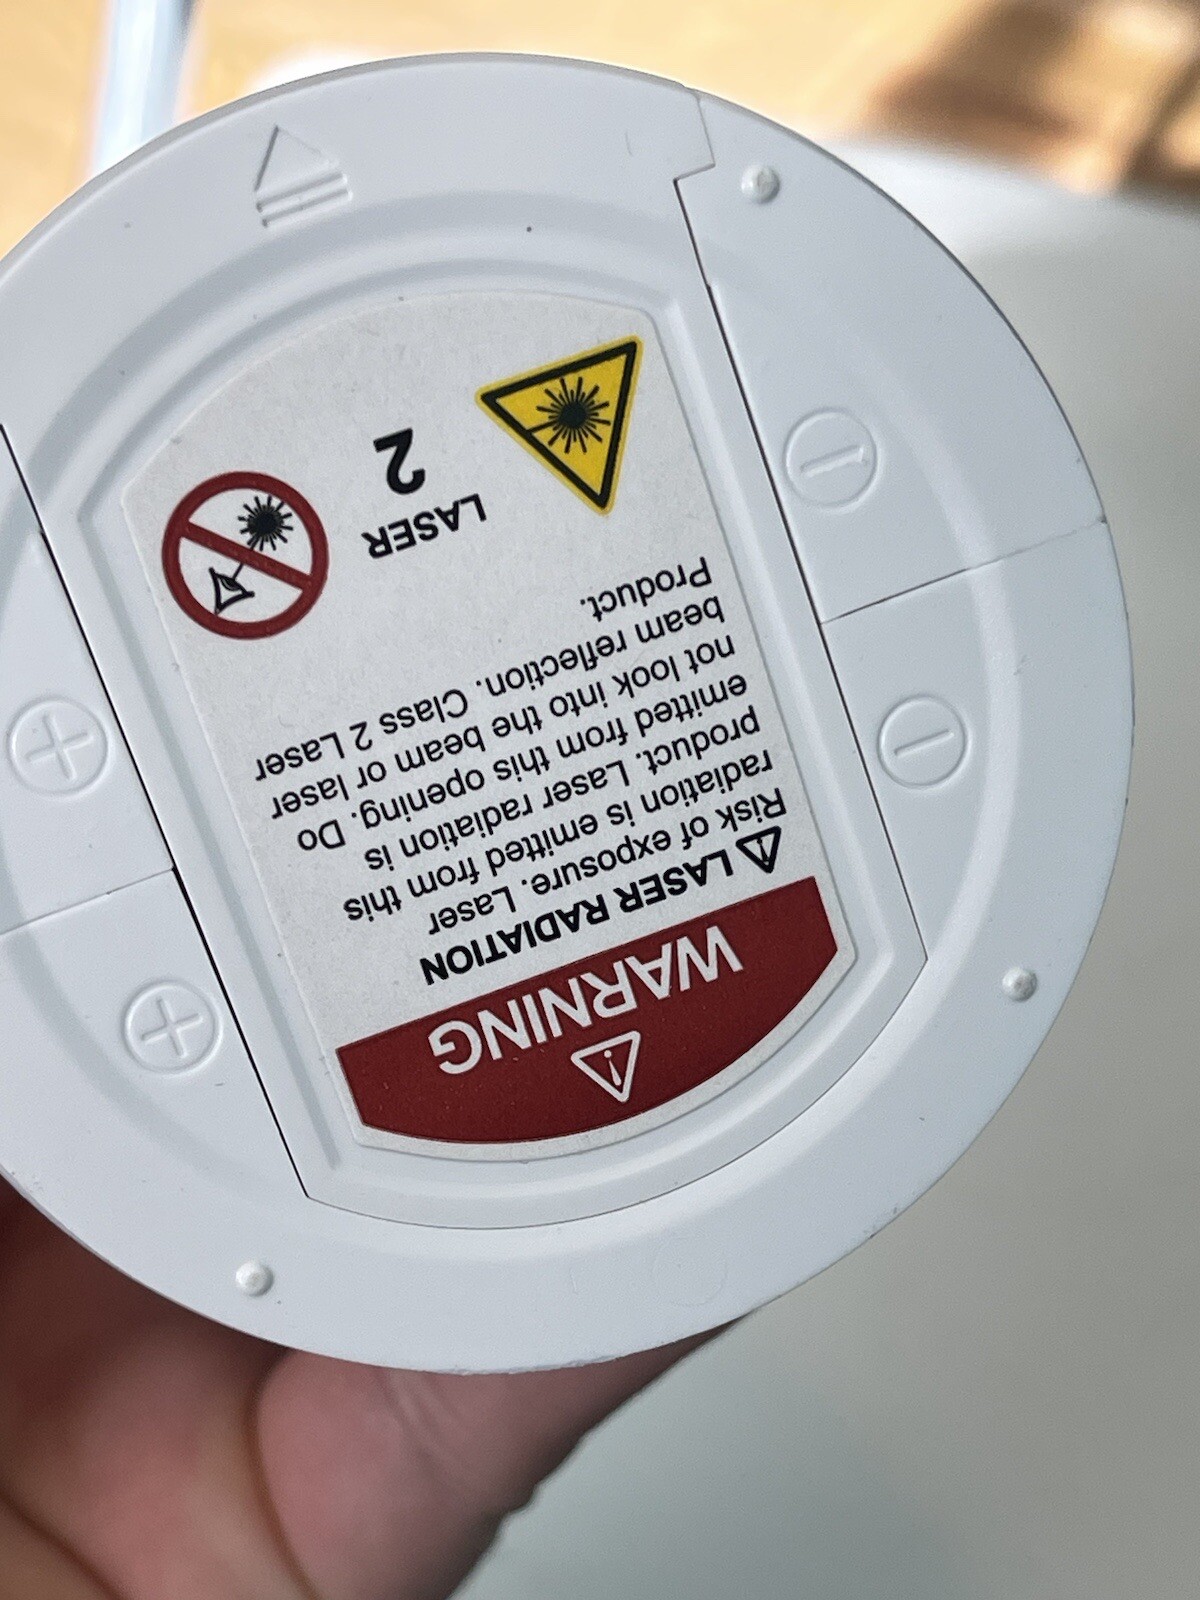 WARNING
LASER RADIATION
Risk of exposure. Laser
radiation is emitted from this
product. Laser radiation is
emitted from this opening. Do
not look into the beam or laser
beam reflection. Class 2 Laser
Product.
LASER
2